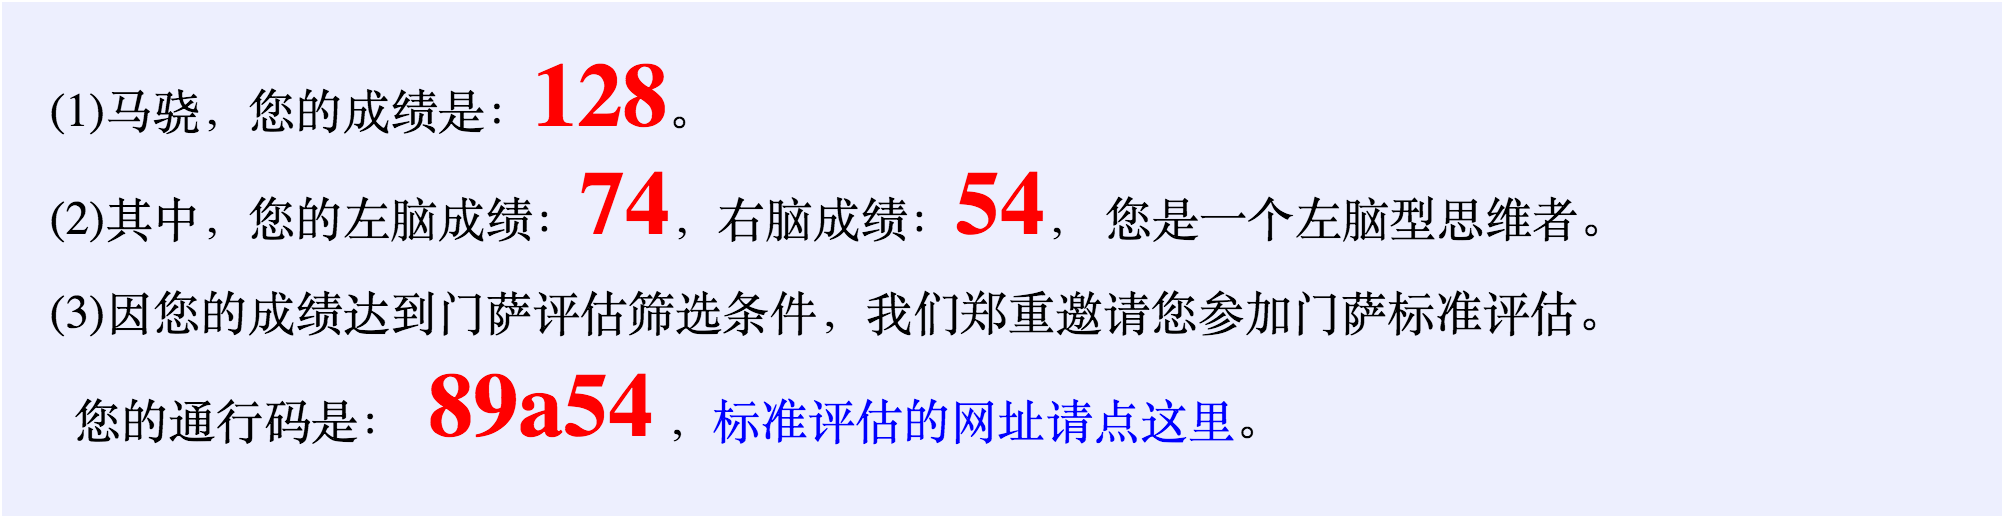 (1)马骁，您的成绩是：128。
(2)其中，您的左脑成绩：74，右脑成绩：54， 您是一个左脑型思维者。
(3)因您的成绩达到门萨评估筛选条件，我们郑重邀请您参加门萨标准评估。
您的通行码是： 89a54 ，标准评估的网址请点这里。